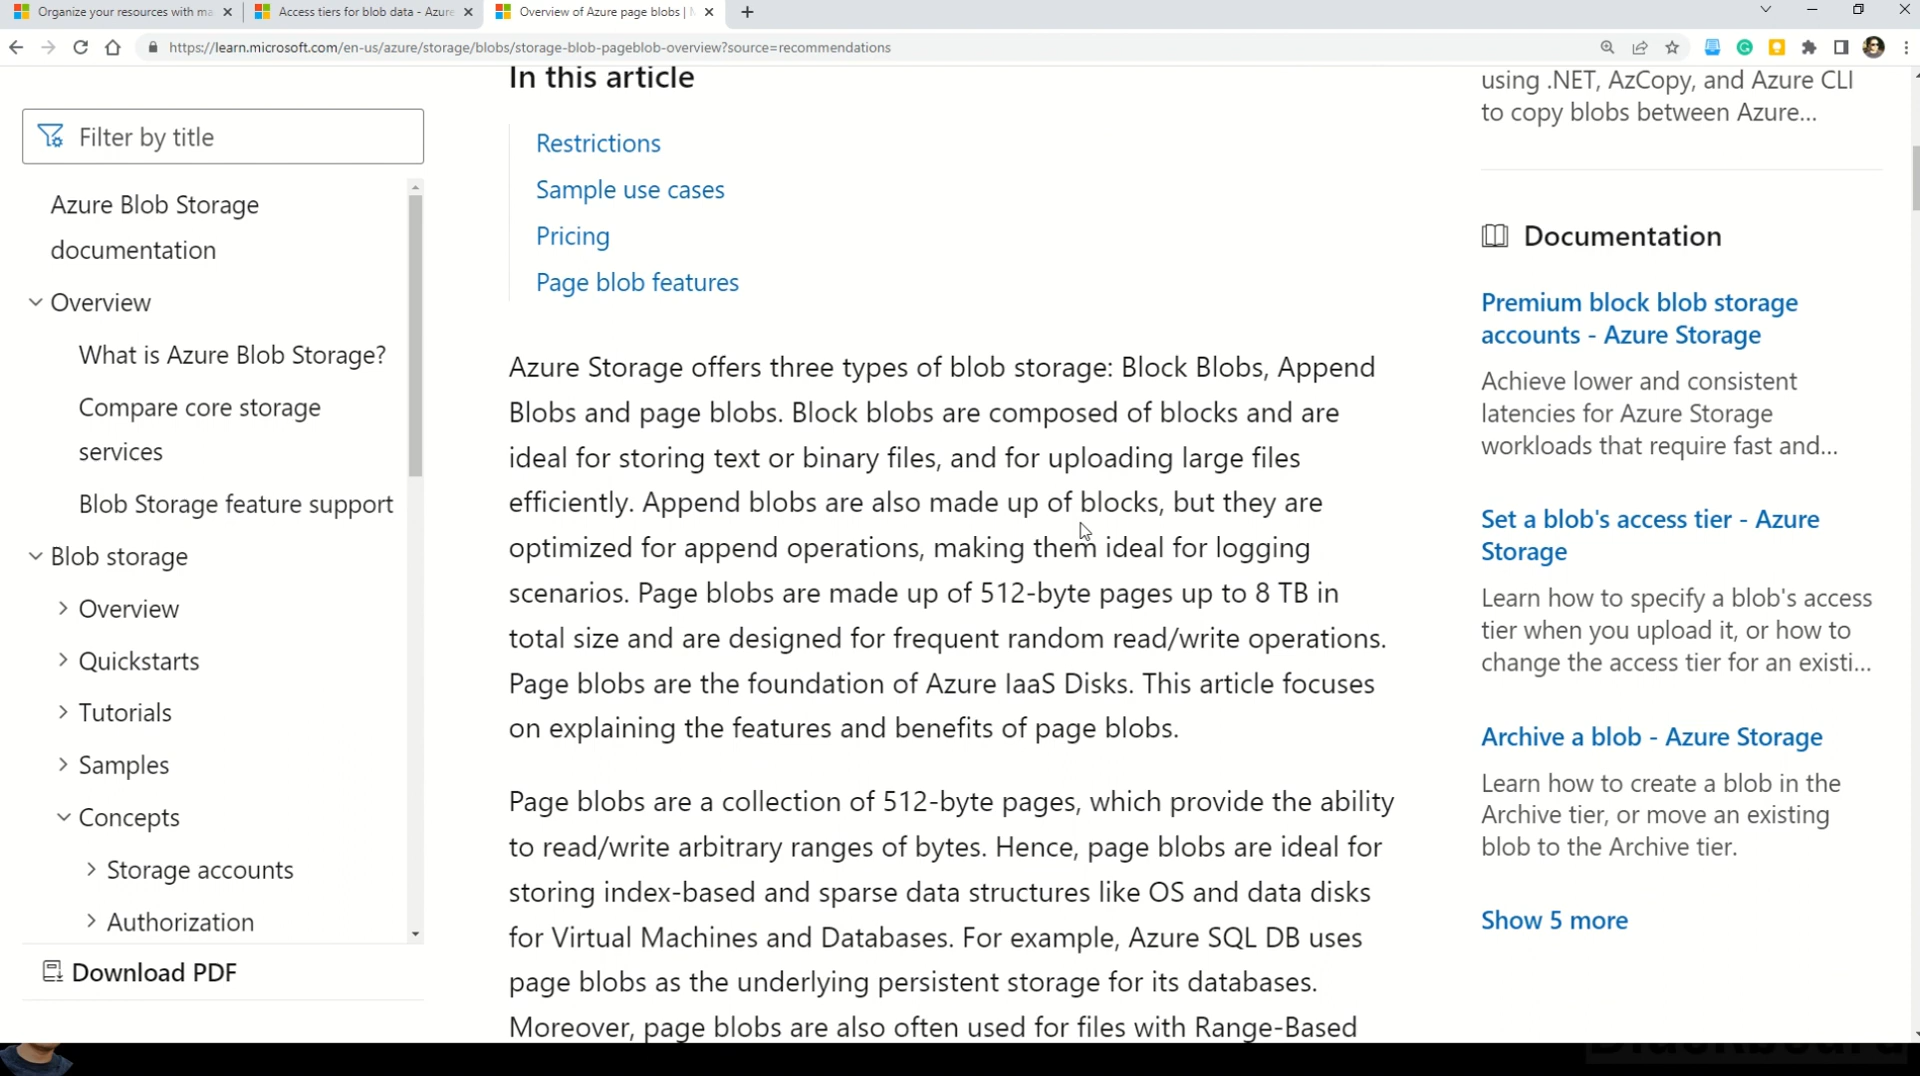 Organize your resources with ma
Access tiers for blob data - Azure
Overview of Azure page blobs |
https://learn.microsoft.com/en-us/azure/storage/blobs/storage-blob-pageblob-overview?source=recommendations
Filter by title
Azure Blob Storage
documentation
Overview
What is Azure Blob Storage?
Compare core storage
services
Blob Storage feature support
Blob storage
Overview
Quickstarts
Tutorials
Samples
Concepts
Storage accounts
Authorization
Download PDF
In this article
Restrictions
Sample use cases
Pricing
Page blob features
Azure Storage offers three types of blob storage: Block Blobs, Append
Blobs and page blobs. Block blobs are composed of blocks and are
ideal for storing text or binary files, and for uploading large files
efficiently. Append blobs are also made up of blocks, but they are
optimized for append operations, making them ideal for logging
scenarios. Page blobs are made up of 512-byte pages up to 8 TB in
total size and are designed for frequent random read/write operations.
Page blobs are the foundation of Azure IaaS Disks. This article focuses
on explaining the features and benefits of page blobs.
Page blobs are a collection of 512-byte pages, which provide the ability
to read/write arbitrary ranges of bytes. Hence, page blobs are ideal for
storing index-based and sparse data structures like OS and data disks
for Virtual Machines and Databases. For example, Azure SQL DB uses
page blobs as the underlying persistent storage for its databases.
Moreover, page blobs are also often used for files with Range-Based
using .NET, AzCopy, and Azure CLI
to copy blobs between Azure...
Documentation
Premium block blob storage
accounts - Azure Storage
Achieve lower and consistent
latencies for Azure Storage
workloads that require fast and...
Set a blob's access tier - Azure
Storage
Learn how to specify a blob's access
tier when you upload it, or how to
change the access tier for an existi...
Archive a blob - Azure Storage
Learn how to create a blob in the
Archive tier, or move an existing
blob to the Archive tier.
Show 5 more